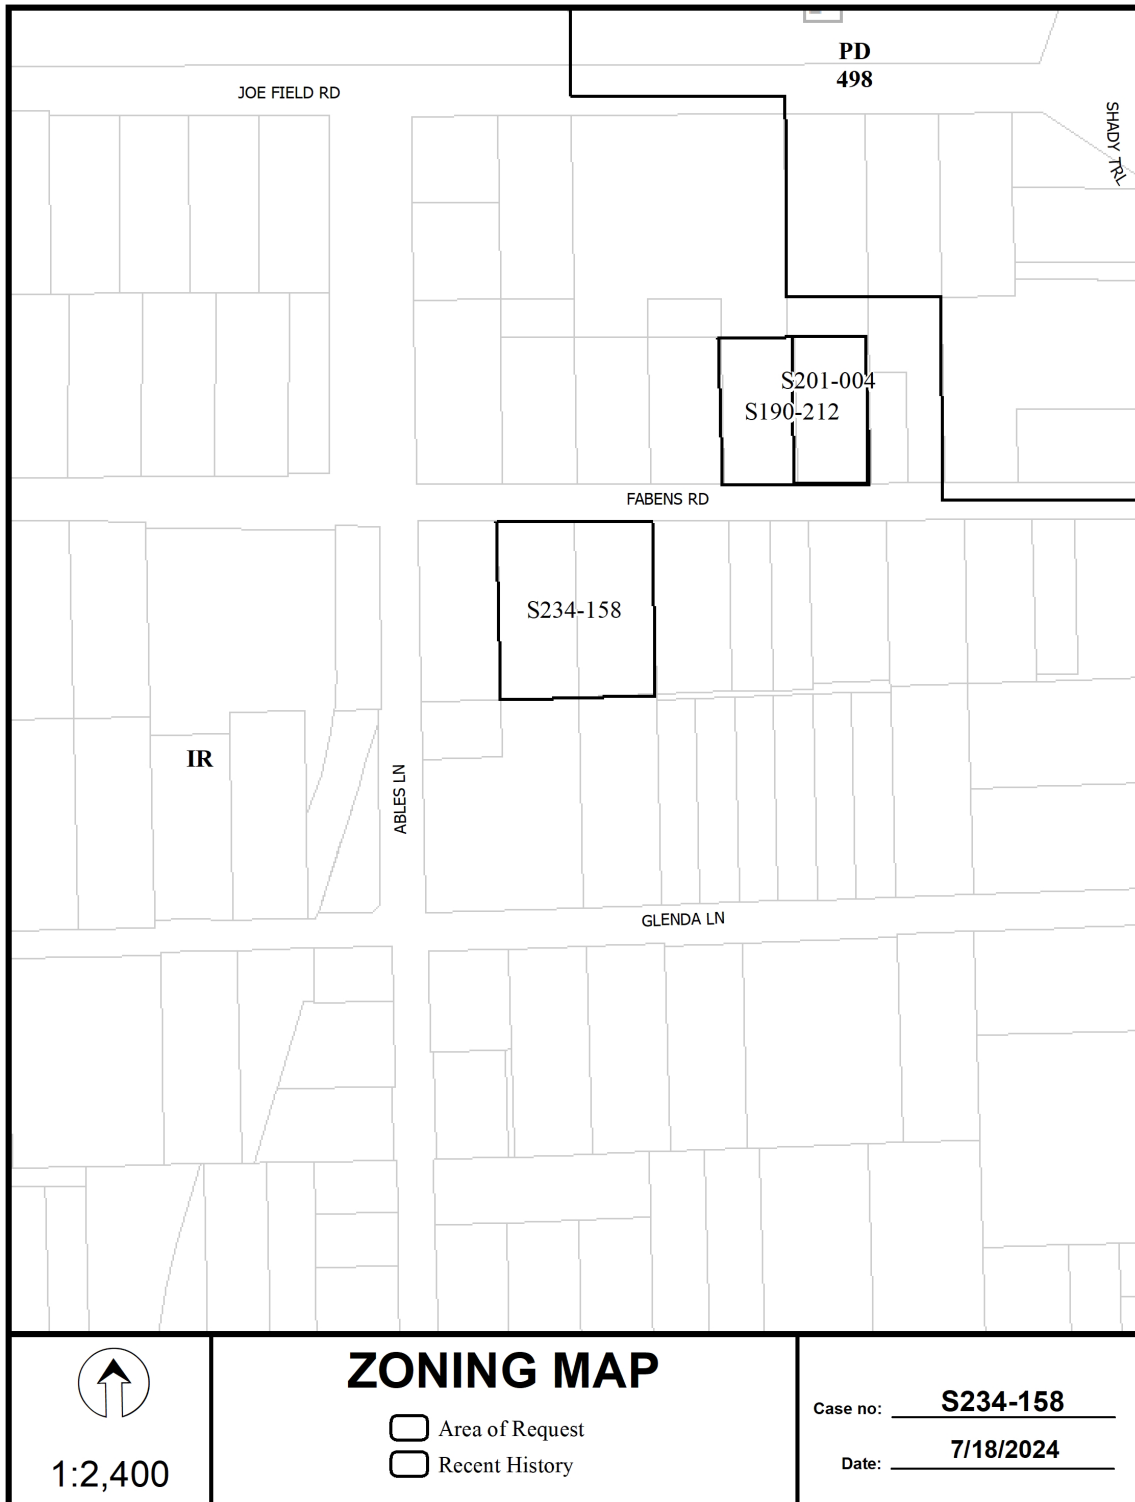 PD
498
JOE FIELD RD
SHADY TRL
S201-004
S190-212
FABENS RD
S234-158
IR
ABLES LN
GLENDA LN
ZONING MAP
Area of Request
Recent History
1:2,400
Case no: S234-158
Date: 7/18/2024